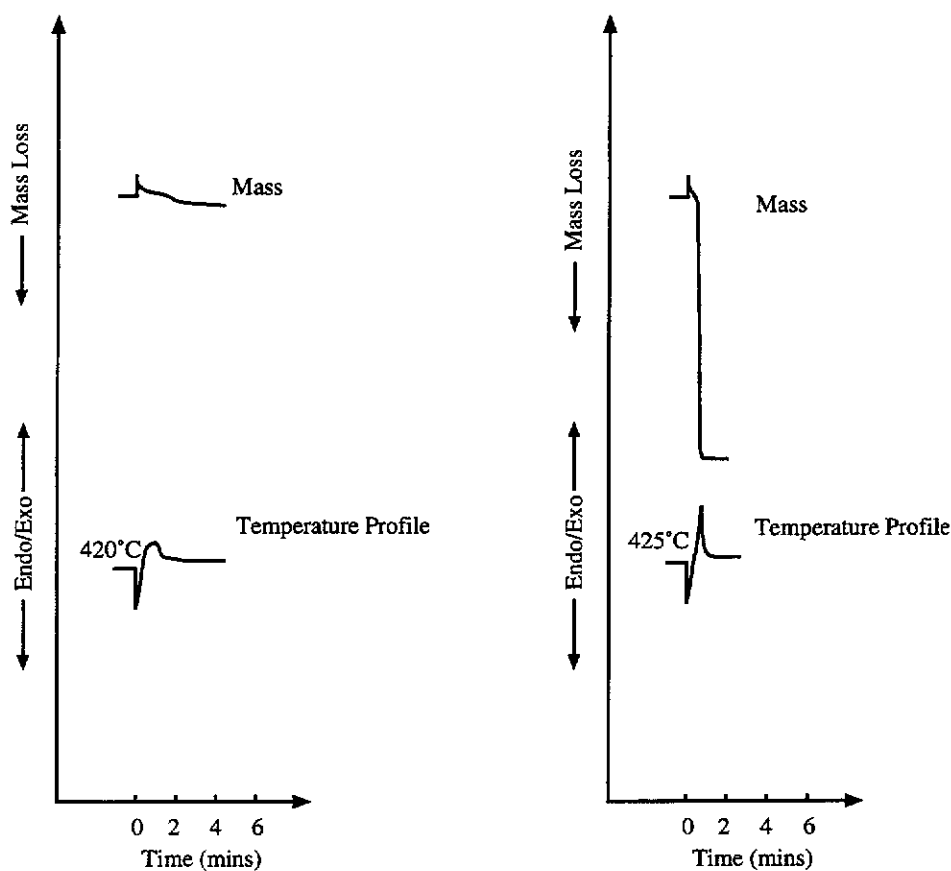 Mass Loss
Mass
Endo/Exo
420°C
Temperature Profile
0 2 4 6
Time (mins)
Mass Loss
Mass
Endo/Exo
425°C
Temperature Profile
0 2 4 6
Time (mins)